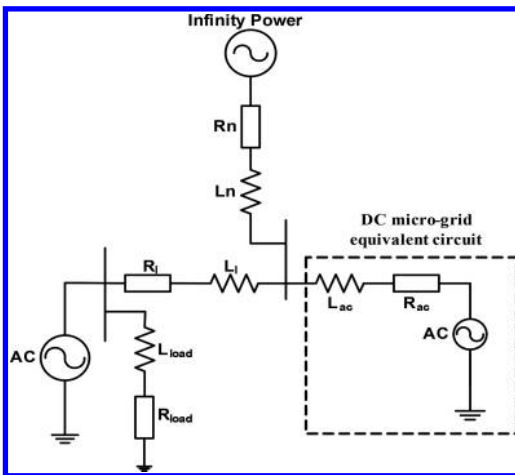 Infinity Power
Rn
Ln
DC micro-grid
equivalent circuit
Rl
Ll
Lac
Rac
AC
AC
Lload
Rload